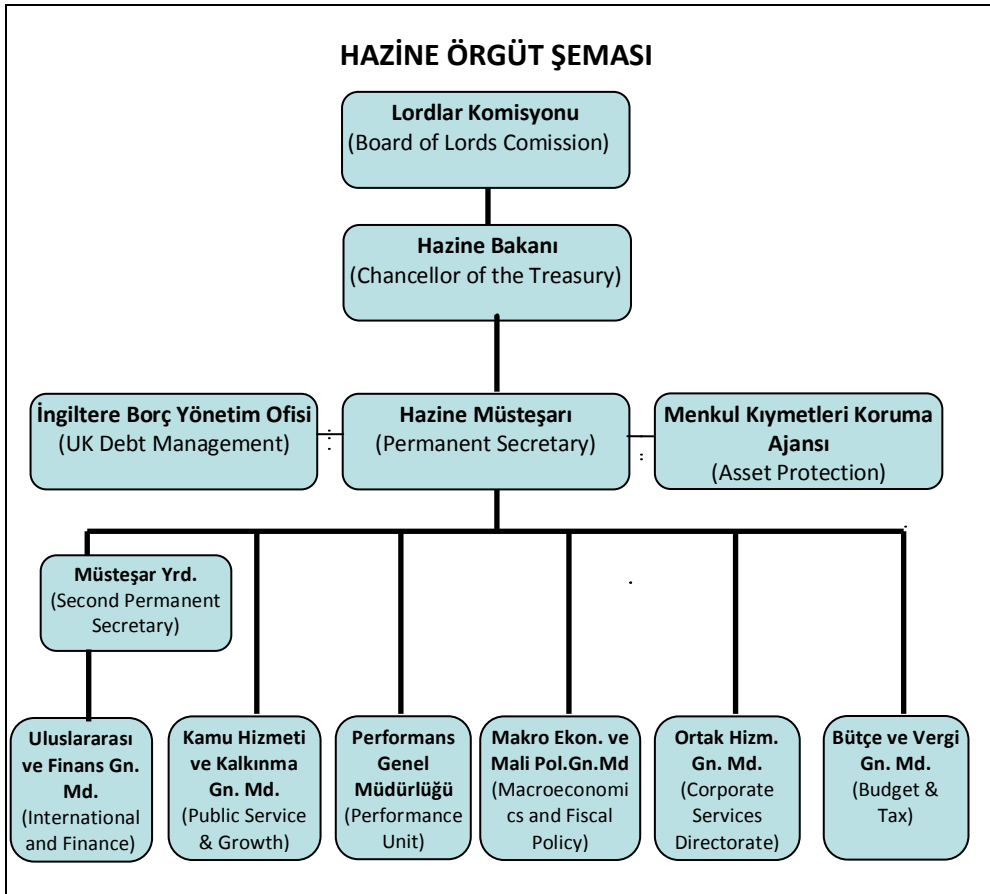 HAZİNE ÖRGÜT ŞEMASI
Lordlar Komisyonu
(Board of Lords Comission)
Hazine Bakanı
(Chancellor of the Treasury)
İngiltere Borç Yönetim Ofisi
(UK Debt Management)
Hazine Müsteşarı
(Permanent Secretary)
Menkul Kıymetleri Koruma
Ajansı
(Asset Protection)
Müsteşar Yrd.
(Second Permanent
Secretary)
Uluslararası
ve Finans Gn.
Md.
(International
and Finance)
Kamu Hizmeti
ve Kalkınma
Gn. Md.
(Public Service
& Growth)
Performans
Genel
Müdürlüğü
(Performance
Unit)
Makro Ekon. ve
Mali Pol.Gn.Md
(Macroeconomi
cs and Fiscal
Policy)
Ortak Hizm.
Gn. Md.
(Corporate
Services
Directorate)
Bütçe ve Vergi
Gn. Md.
(Budget &
Tax)